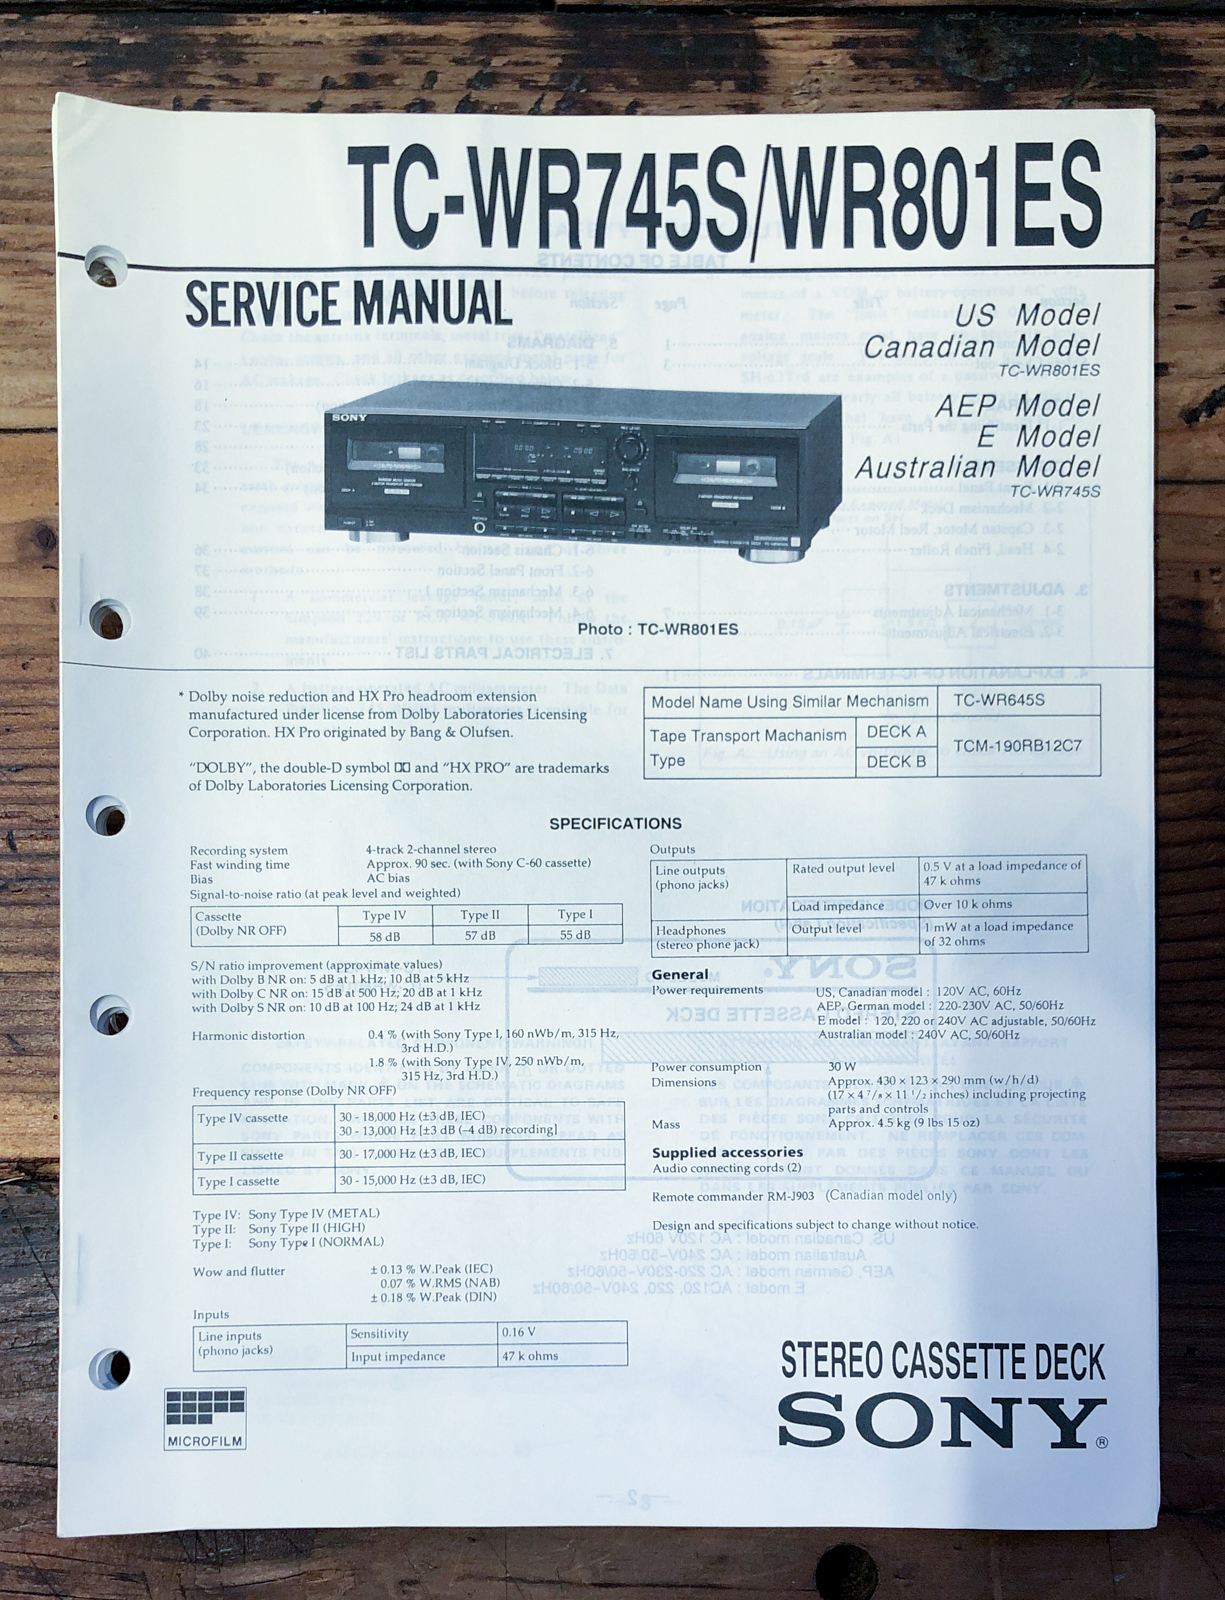 TC-WR745S/WR801ES
SERVICE MANUAL
US Model
Canadian Model
TC-WR801ES
AEP Model
E Model
Australian Model
TC-WR745S
SONY
Photo : TC-WR801ES
* Dolby noise reduction and HX Pro headroom extension
manufactured under license from Dolby Laboratories Licensing
Corporation. HX Pro originated by Bang & Olufsen.
"DOLBY", the double-D symbol and "HX PRO" are trademarks
of Dolby Laboratories Licensing Corporation.
Model Name Using Similar Mechanism TC-WR645S
Tape Transport Machanism
Type
DECK A
DECK B
TCM-190RB12C7
SPECIFICATIONS
Recording system 4-track 2-channel stereo
Fast winding time Approx. 90 sec. (with Sony C-60 cassette)
Bias AC bias
Signal-to-noise ratio (at peak level and weighted)
Cassette
(Dolby NR OFF)
Type IV Type II Type I
58 dB 57 dB 55 dB
S/N ratio improvement (approximate values)
with Dolby B NR on: 5 dB at 1 kHz; 10 dB at 5 kHz
with Dolby C NR on: 15 dB at 500 Hz; 20 dB at 1 kHz
with Dolby S NR on: 10 dB at 100 Hz; 24 dB at 1 kHz
Harmonic distortion 0.4 % (with Sony Type I, 160 nWb/m, 315 Hz,
3rd H.D.)
1.8 % (with Sony Type IV, 250 nWb/m,
315 Hz, 3rd H.D.)
Frequency response (Dolby NR OFF)
Type IV cassette 30 - 18,000 Hz (±3 dB, IEC)
30 - 13,000 Hz [±3 dB (–4 dB) recording]
Type II cassette 30 - 17,000 Hz (±3 dB, IEC)
Type I cassette 30 - 15,000 Hz (±3 dB, IEC)
Type IV: Sony Type IV (METAL)
Type II: Sony Type II (HIGH)
Type I: Sony Type I (NORMAL)
Wow and flutter ± 0.13 % W.Peak (IEC)
0.07 % W.RMS (NAB)
± 0.18 % W.Peak (DIN)
Inputs
Line inputs
(phono jacks)
Sensitivity 0.16 V
Input impedance 47 k ohms
Outputs
Line outputs
(phono jacks)
Rated output level 0.5 V at a load impedance of
47 k ohms
Load impedance Over 10 k ohms
Headphones
(stereo phone jack)
Output level 1 mW at a load impedance
of 32 ohms
General
Power requirements US, Canadian model : 120V AC, 60Hz
AEP, German model : 220-230V AC, 50/60Hz
E model : 120, 220 or 240V AC adjustable, 50/60Hz
Australian model : 240V AC, 50/60Hz
Power consumption 30 W
Dimensions Approx. 430 × 123 × 290 mm (w/h/d)
(17 × 4 7/8 × 11 1/2 inches) including projecting
parts and controls
Mass Approx. 4.5 kg (9 lbs 15 oz)
Supplied accessories
Audio connecting cords (2)
Remote commander RM-J903 (Canadian model only)
Design and specifications subject to change without notice.
MICROFILM
STEREO CASSETTE DECK
SONY®